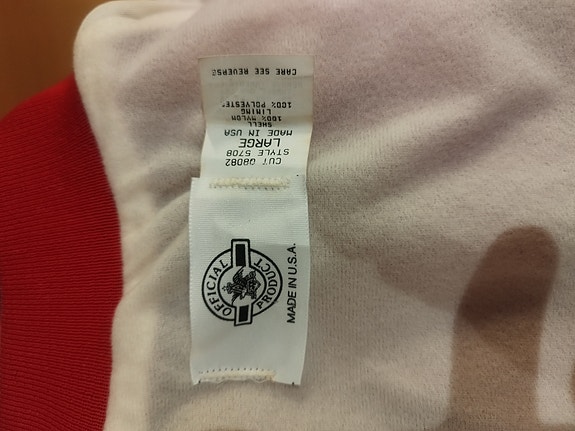 CUT 08082
STYLE 5708
LARGE
MADE IN USA
SHELL
100% NYLON
LINING
100% POLYESTE
CARE SEE REVERSE
OFFICIAL
PRODUCT
MADE IN U.S.A.